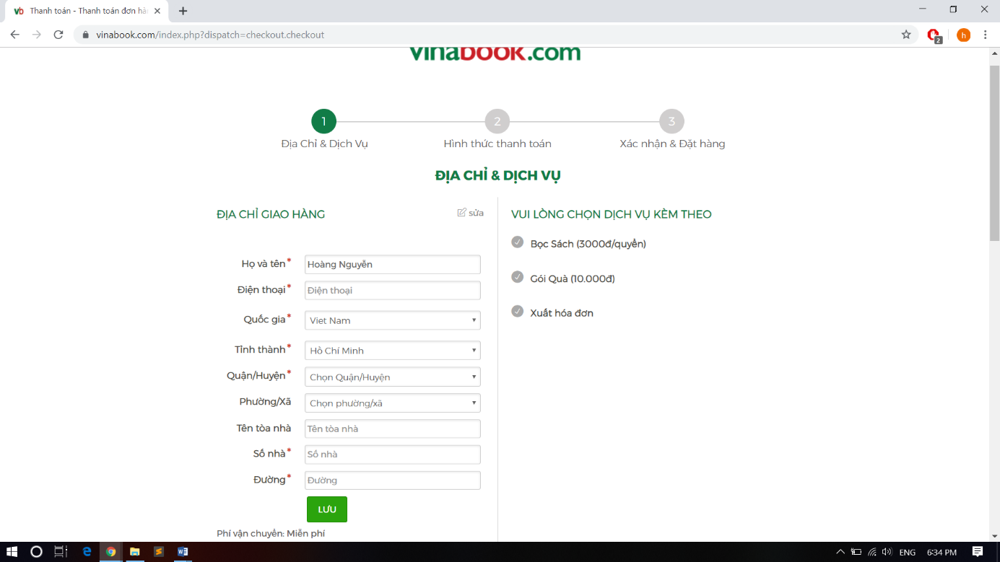 Thanh toán - Thanh toán đơn hà
vinabook.com/index.php?dispatch=checkout.checkout
2
h
vinabook.com
1
2
3
Địa Chỉ & Dịch Vụ
Hình thức thanh toán
Xác nhận & Đặt hàng
ĐỊA CHỈ & DỊCH VỤ
ĐỊA CHỈ GIAO HÀNG
sửa
Họ và tên*
Hoàng Nguyễn
Điện thoại*
Điện thoại
Quốc gia*
Viet Nam
Tỉnh thành*
Hồ Chí Minh
Quận/Huyện*
Chọn Quận/Huyện
Phường/Xã
Chọn phường/xã
Tên tòa nhà
Tên tòa nhà
Số nhà*
Số nhà
Đường*
Đường
LƯU
Phí vận chuyển: Miễn phí
VUI LÒNG CHỌN DỊCH VỤ KÈM THEO
Bọc Sách (3000đ/quyển)
Gói Quà (10.000đ)
Xuất hóa đơn
ENG
6:34 PM